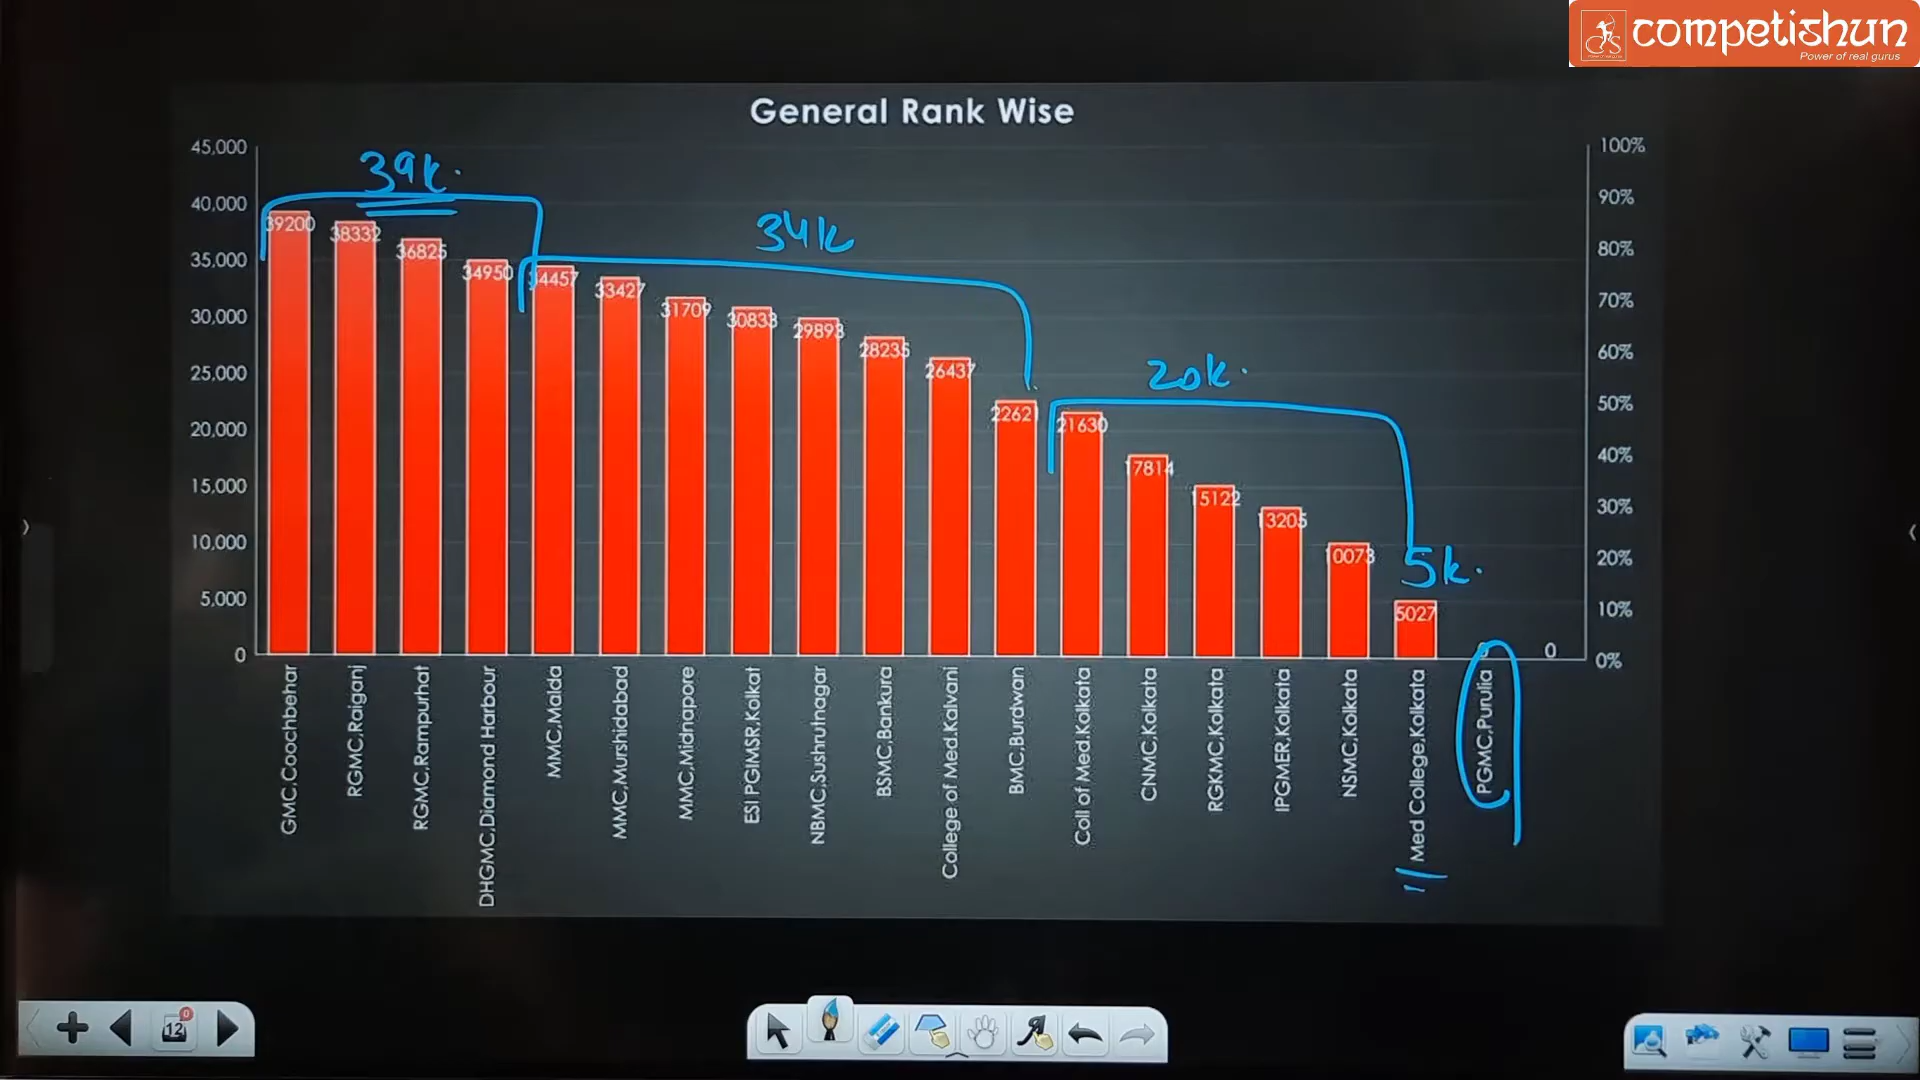 competishun
Power of real gurus
General Rank Wise
45,000
40,000
35,000
30,000
25,000
20,000
15,000
10,000
5,000
0
100%
90%
80%
70%
60%
50%
40%
30%
20%
10%
0%
39k.
34k
20k.
5k.
39200
38332
36825
34950
34457
33427
31709
30833
29893
28235
26437
22621
21630
17814
15122
13205
10073
5027
0
0
GMC,Coochbehar
RGMC,Raiganj
RGMC,Rampurhat
DHGMC,Diamond Harbour
MMC,Malda
MMC,Murshidabad
MMC,Midnapore
ESI PGIMSR,Kolkat
NBMC,Sushrutnagar
BSMC,Bankura
College of Med,Kalyani
BMC,Burdwan
Coll of Med,Kolkata
CNMC,Kolkata
RGKMC,Kolkata
IPGMER,Kolkata
NSMC,Kolkata
Med College,Kolkata
PGMC,Purulia
12
0